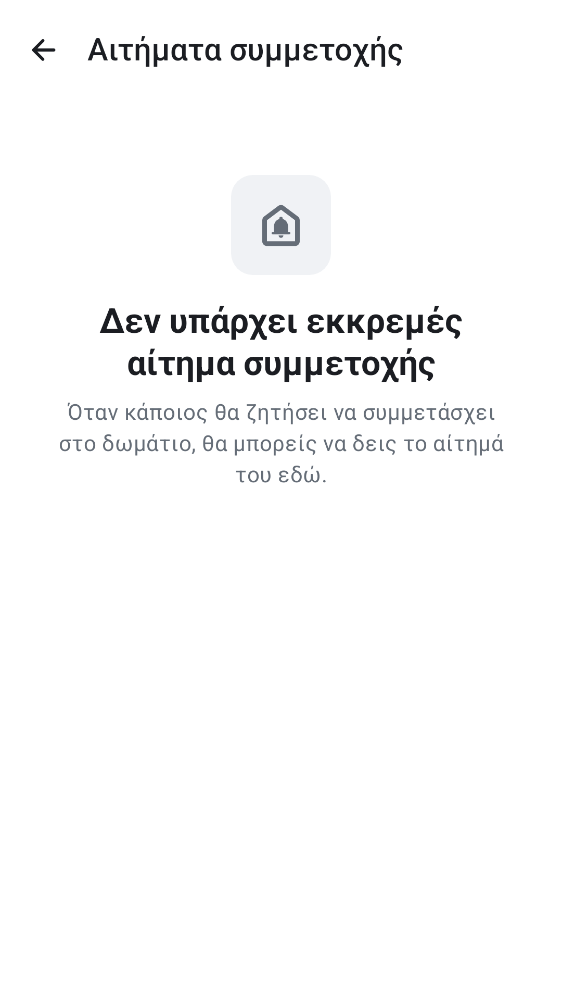 Αιτήματα συμμετοχής
Δεν υπάρχει εκκρεμές
αίτημα συμμετοχής
Όταν κάποιος θα ζητήσει να συμμετάσχει
στο δωμάτιο, θα μπορείς να δεις το αίτημά
του εδώ.